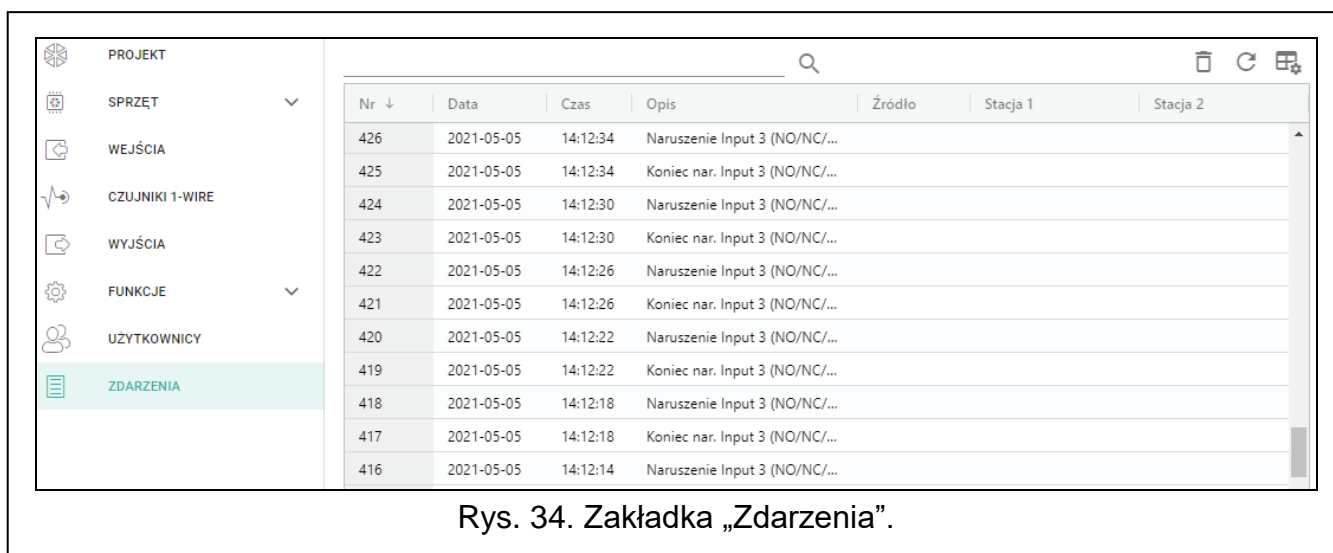 PROJEKT
SPRZĘT
WEJŚCIA
CZUJNIKI 1-WIRE
WYJŚCIA
FUNKCJE
UŻYTKOWNICY
ZDARZENIA
Nr ↓ Data Czas Opis Źródło Stacja 1 Stacja 2
426 2021-05-05 14:12:34 Naruszenie Input 3 (NO/NC/...
425 2021-05-05 14:12:34 Koniec nar. Input 3 (NO/NC/...
424 2021-05-05 14:12:30 Naruszenie Input 3 (NO/NC/...
423 2021-05-05 14:12:30 Koniec nar. Input 3 (NO/NC/...
422 2021-05-05 14:12:26 Naruszenie Input 3 (NO/NC/...
421 2021-05-05 14:12:26 Koniec nar. Input 3 (NO/NC/...
420 2021-05-05 14:12:22 Naruszenie Input 3 (NO/NC/...
419 2021-05-05 14:12:22 Koniec nar. Input 3 (NO/NC/...
418 2021-05-05 14:12:18 Naruszenie Input 3 (NO/NC/...
417 2021-05-05 14:12:18 Koniec nar. Input 3 (NO/NC/...
416 2021-05-05 14:12:14 Naruszenie Input 3 (NO/NC/...
Rys. 34. Zakładka „Zdarzenia”.